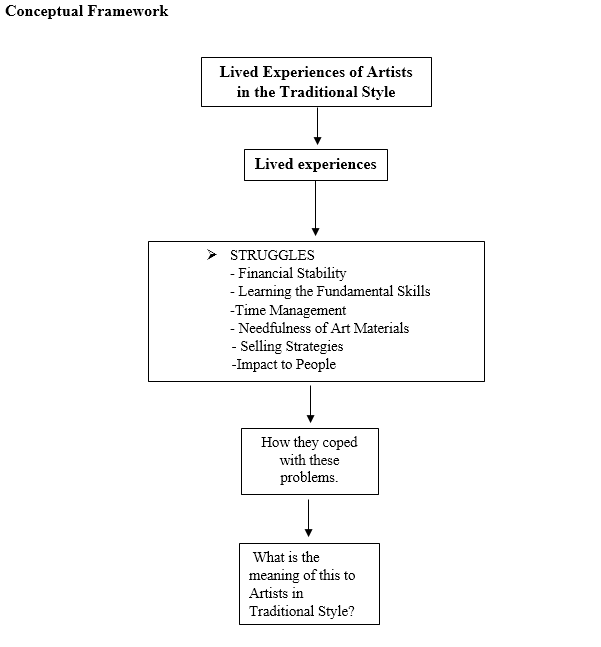 Conceptual Framework
Lived Experiences of Artists
in the Traditional Style
Lived experiences
➢ STRUGGLES
- Financial Stability
- Learning the Fundamental Skills
-Time Management
- Needfulness of Art Materials
- Selling Strategies
-Impact to People
How they coped
with these
problems.
What is the
meaning of this to
Artists in
Traditional Style?